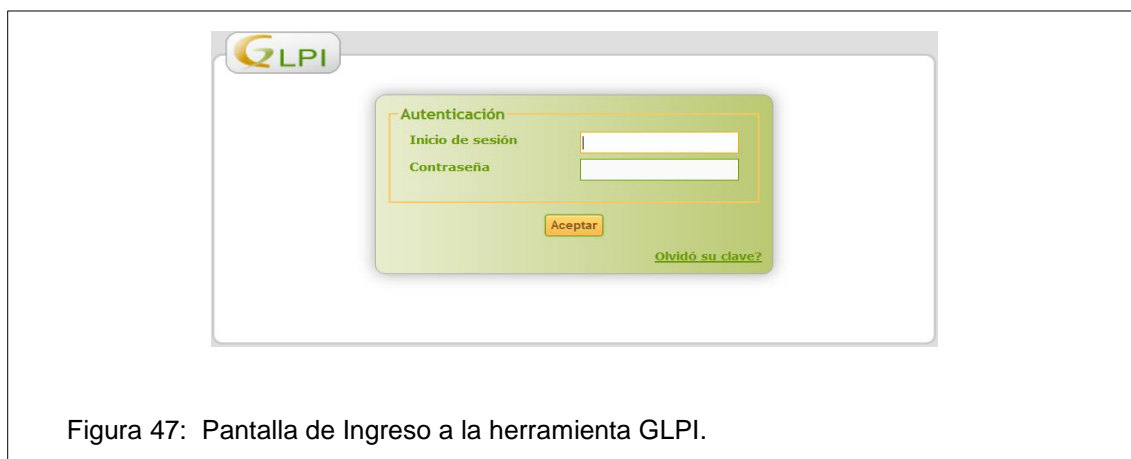 GLPI
Autenticación
Inicio de sesión
Contraseña
Aceptar
Olvidó su clave?
Figura 47: Pantalla de Ingreso a la herramienta GLPI.